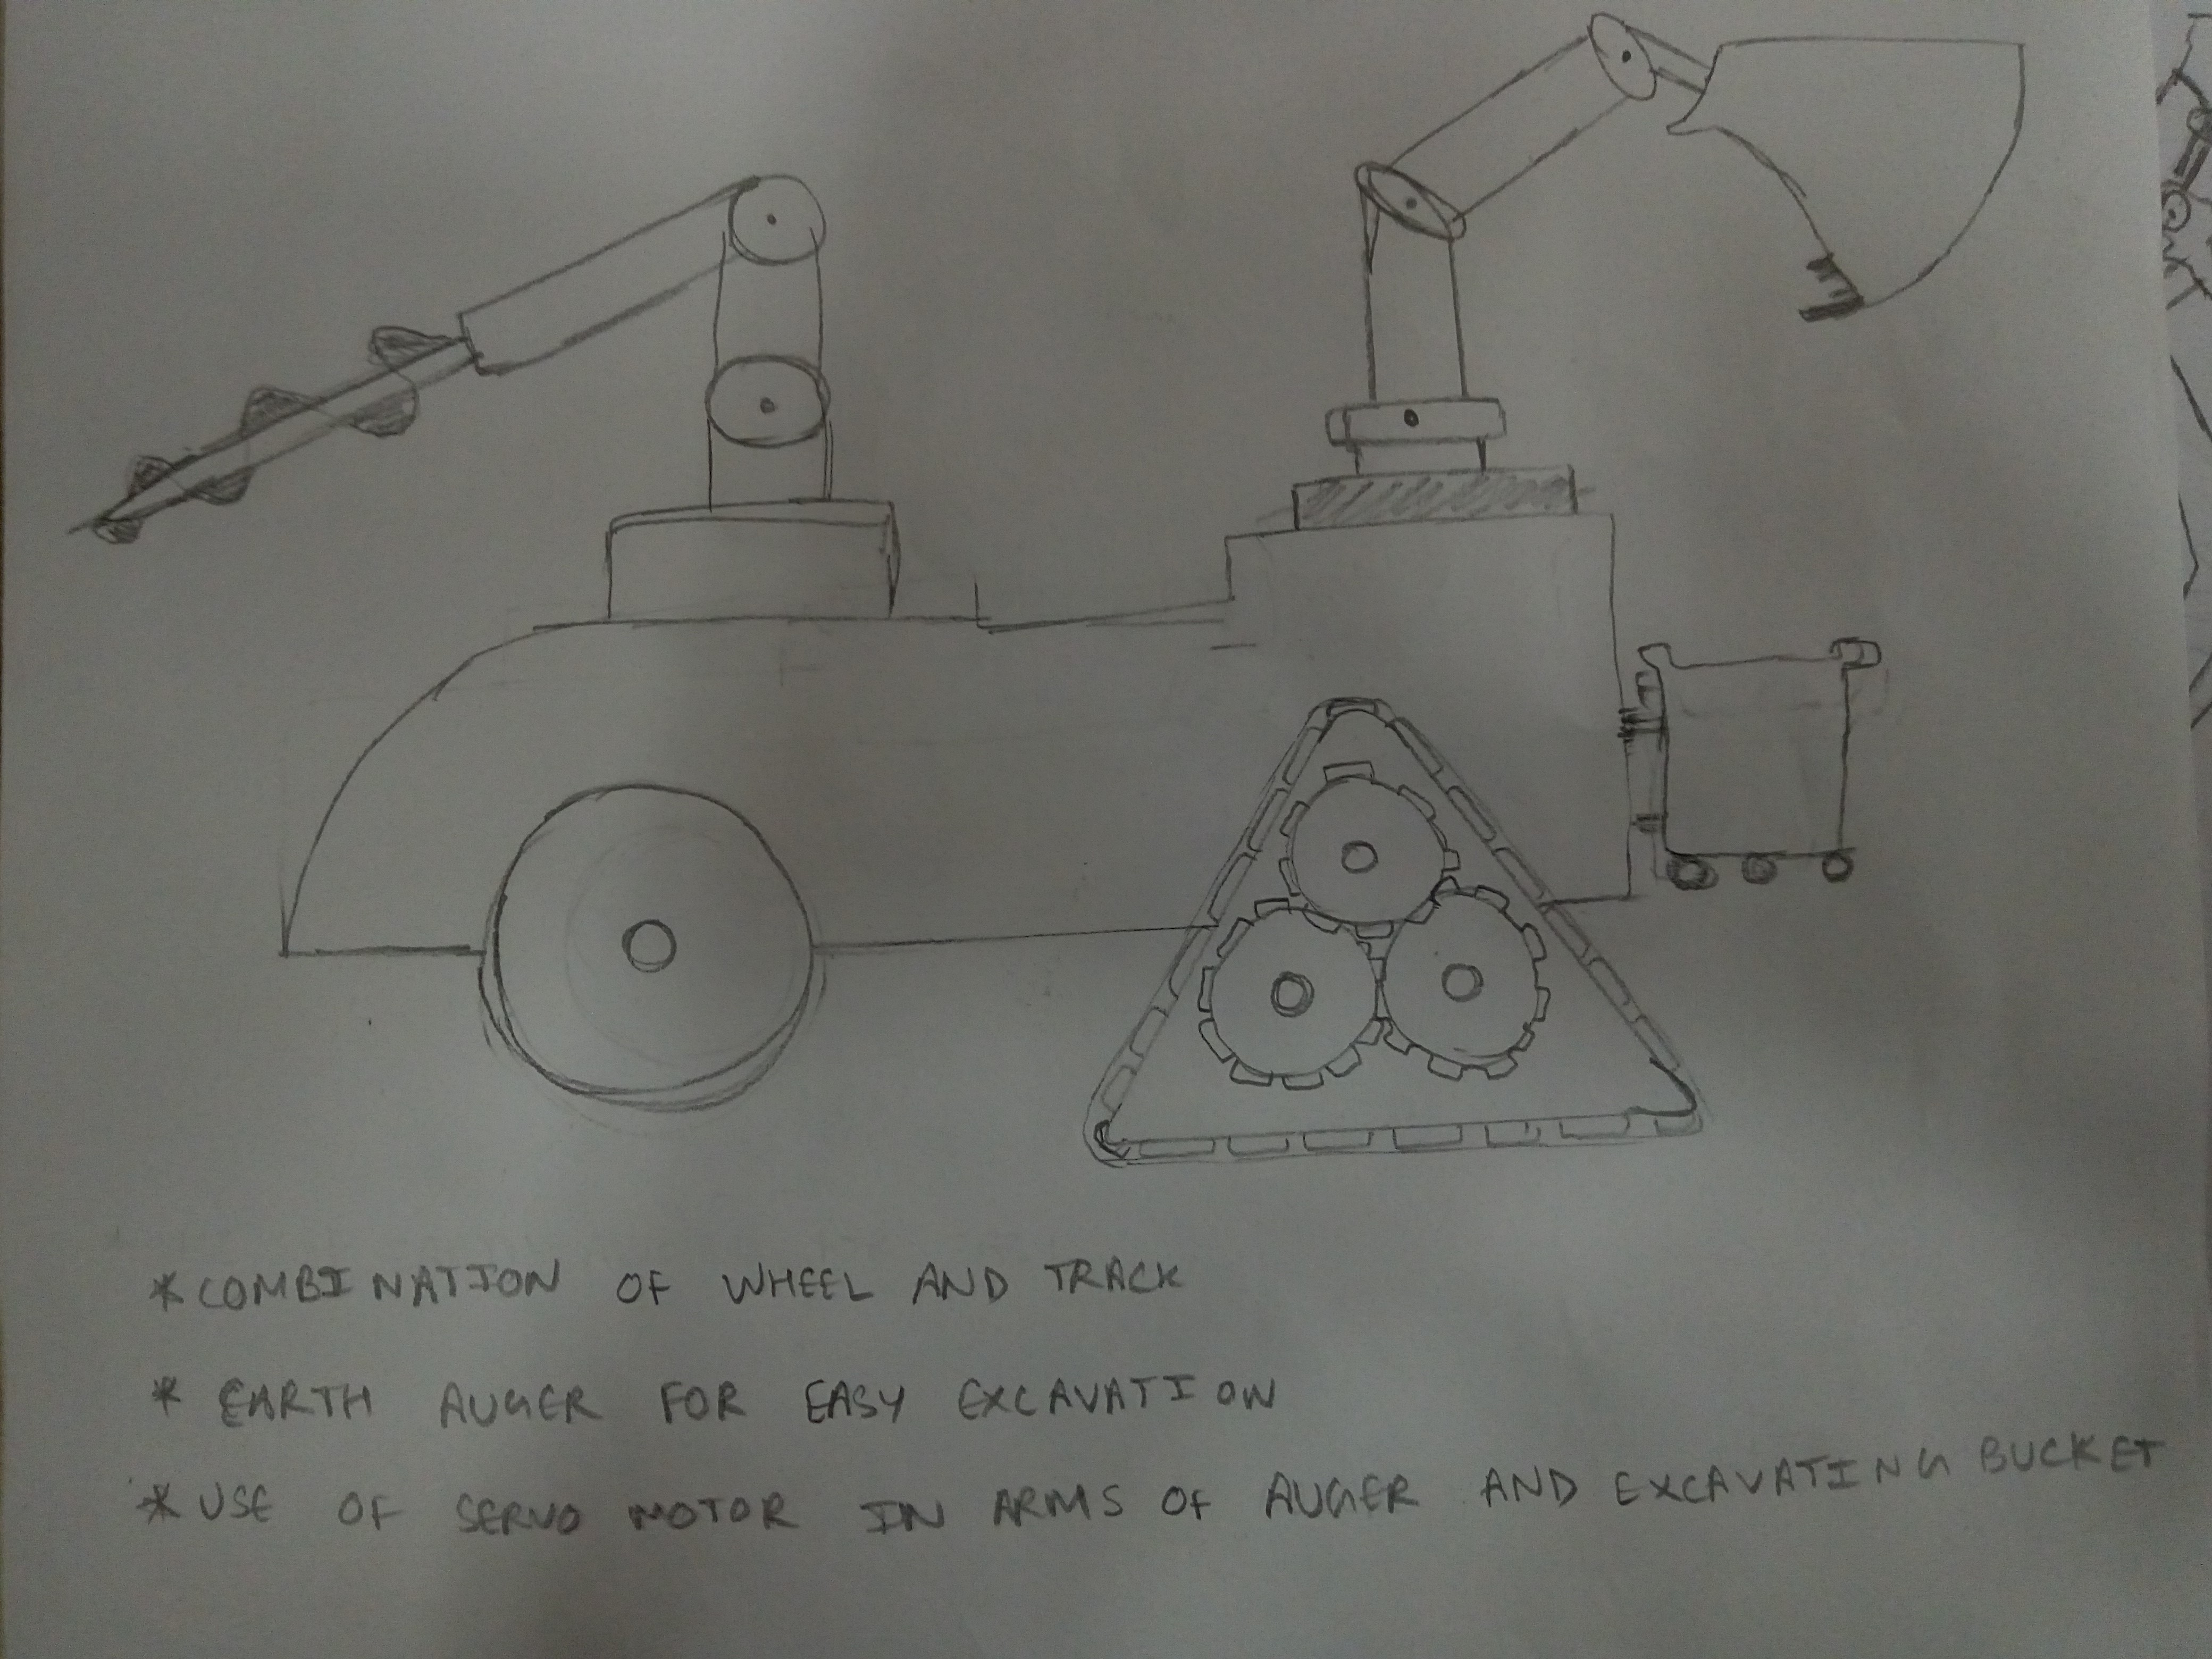 * COMBINATION OF WHEEL AND TRACK
* EARTH AUGER FOR EASY EXCAVATION
* USE OF SERVO MOTOR IN ARMS OF AUGER AND EXCAVATING BUCKET